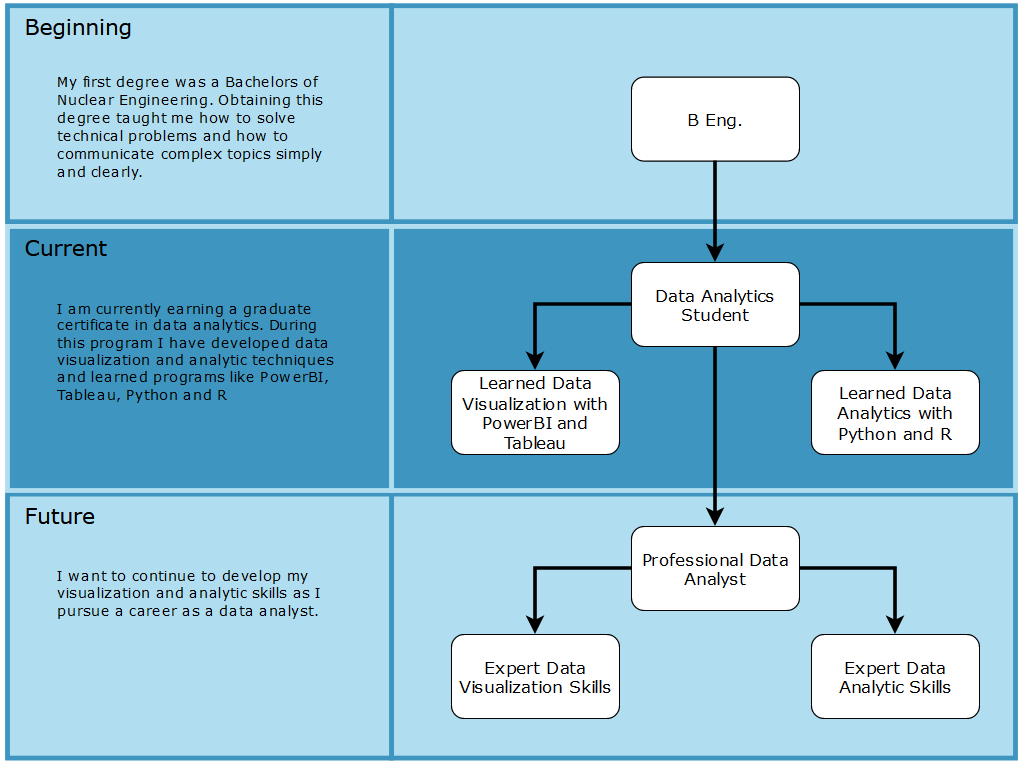 Beginning
My first degree was a Bachelors of
Nuclear Engineering. Obtaining this
degree taught me how to solve
technical problems and how to
communicate complex topics simply
and clearly.
B Eng.
Current
I am currently earning a graduate
certificate in data analytics. During
this program I have developed data
visualization and analytic techniques
and learned programs like PowerBI,
Tableau, Python and R
Data Analytics
Student
Learned Data
Visualization with
PowerBI and
Tableau
Learned Data
Analytics with
Python and R
Future
I want to continue to develop my
visualization and analytic skills as I
pursue a career as a data analyst.
Professional Data
Analyst
Expert Data
Visualization Skills
Expert Data
Analytic Skills